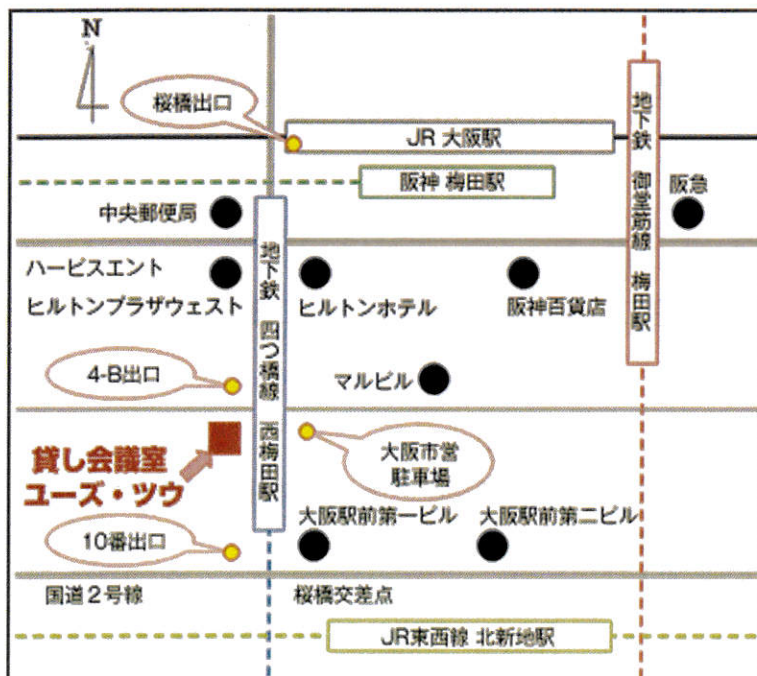 N
桜橋出口
JR 大阪駅
阪神 梅田駅
地下鉄 御堂筋線 梅田駅
阪急
中央郵便局
地下鉄 四つ橋線 西梅田駅
ハービスエント
ヒルトンプラザウェスト
ヒルトンホテル
阪神百貨店
4-B出口
マルビル
貸し会議室
ユーズ・ツウ
大阪市営
駐車場
10番出口
大阪駅前第一ビル
大阪駅前第二ビル
国道2号線
桜橋交差点
JR東西線 北新地駅